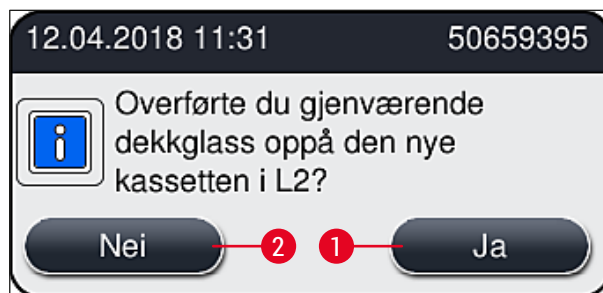 12.04.2018 11:31 50659395
Overførte du gjenværende
dekkglass oppå den nye
kassetten i L2?
Nei 2 1 Ja